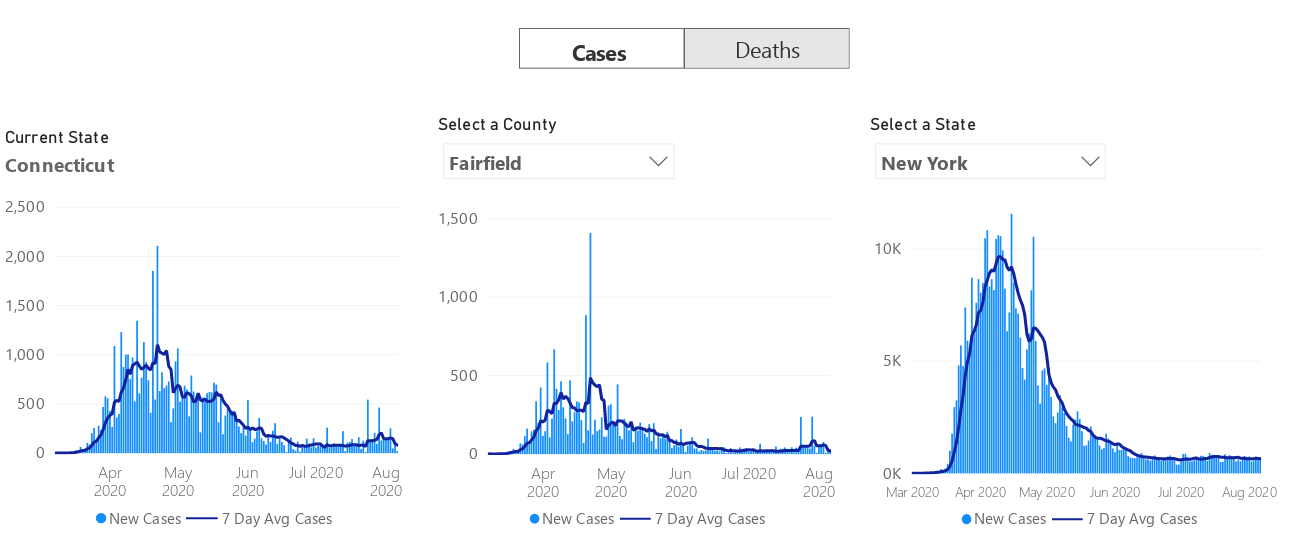 Cases
Deaths
Current State
Connecticut
2,500
2,000
1,500
1,000
500
0
Apr 2020
May 2020
Jun 2020
Jul 2020
Aug 2020
New Cases
7 Day Avg Cases
Select a County
Fairfield
1,500
1,000
500
0
Apr 2020
May 2020
Jun 2020
Jul 2020
Aug 2020
New Cases
7 Day Avg Cases
Select a State
New York
10K
5K
0K
Mar 2020
Apr 2020
May 2020
Jun 2020
Jul 2020
Aug 2020
New Cases
7 Day Avg Cases